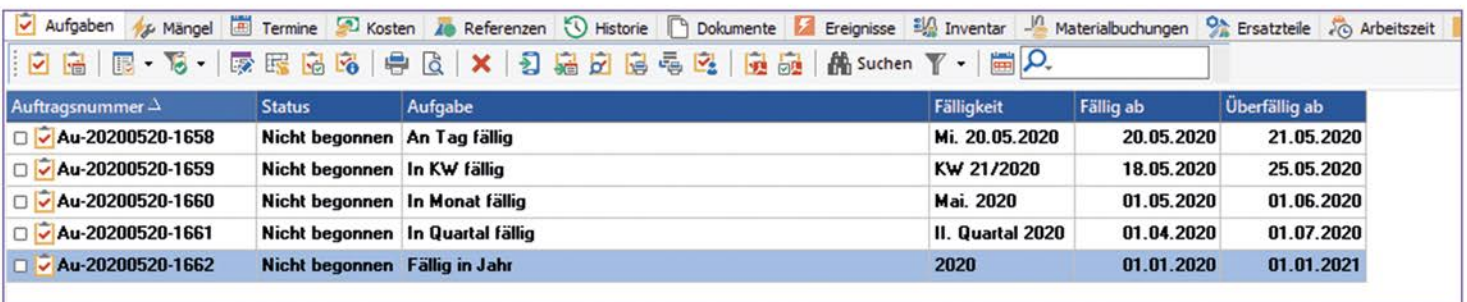 Aufgaben Mängel Termine Kosten Referenzen Historie Dokumente Ereignisse Inventar Materialbuchungen Ersatzteile Arbeitszeit
Suchen
Auftragsnummer Status Aufgabe Fälligkeit Fällig ab Überfällig ab
Au-20200520-1658 Nicht begonnen An Tag fällig Mi. 20.05.2020 20.05.2020 21.05.2020
Au-20200520-1659 Nicht begonnen In KW fällig KW 21/2020 18.05.2020 25.05.2020
Au-20200520-1660 Nicht begonnen In Monat fällig Mai. 2020 01.05.2020 01.06.2020
Au-20200520-1661 Nicht begonnen In Quartal fällig II. Quartal 2020 01.04.2020 01.07.2020
Au-20200520-1662 Nicht begonnen Fällig in Jahr 2020 01.01.2020 01.01.2021